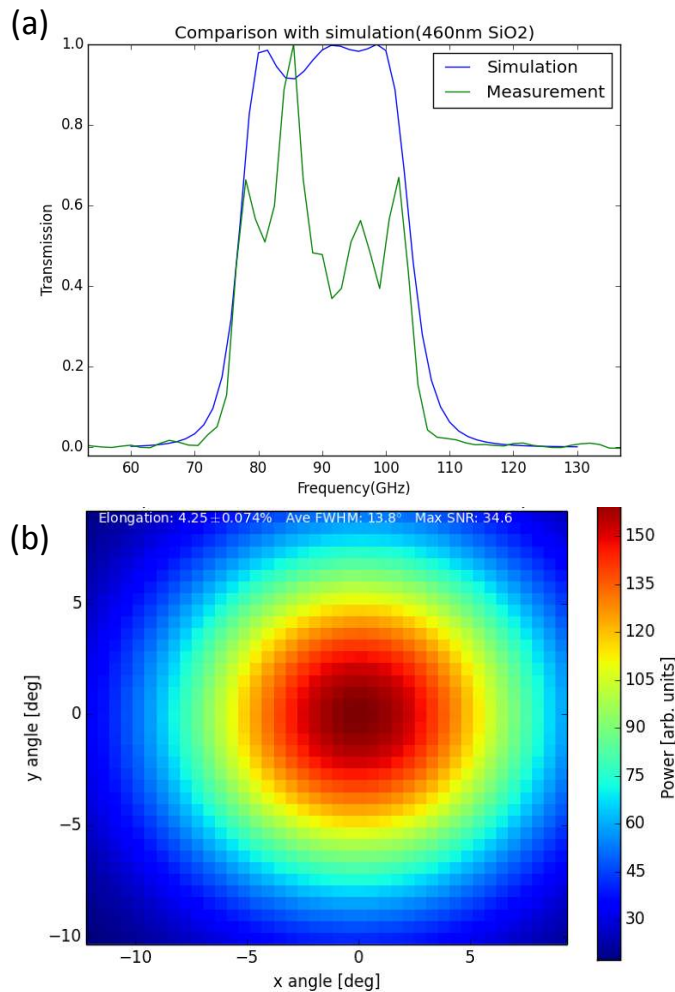 (a)
Comparison with simulation(460nm SiO2)
Simulation
Measurement
Transmission
1.0
0.8
0.6
0.4
0.2
0.0
60 70 80 90 100 110 120 130
Frequency(GHz)
(b)
Elongation: 4.25±0.074% Ave FWHM: 13.8° Max SNR: 34.6
y angle [deg]
5
0
−5
−10
−10 −5 0 5
x angle [deg]
150
135
120
105
90
75
60
45
30
Power [arb. units]